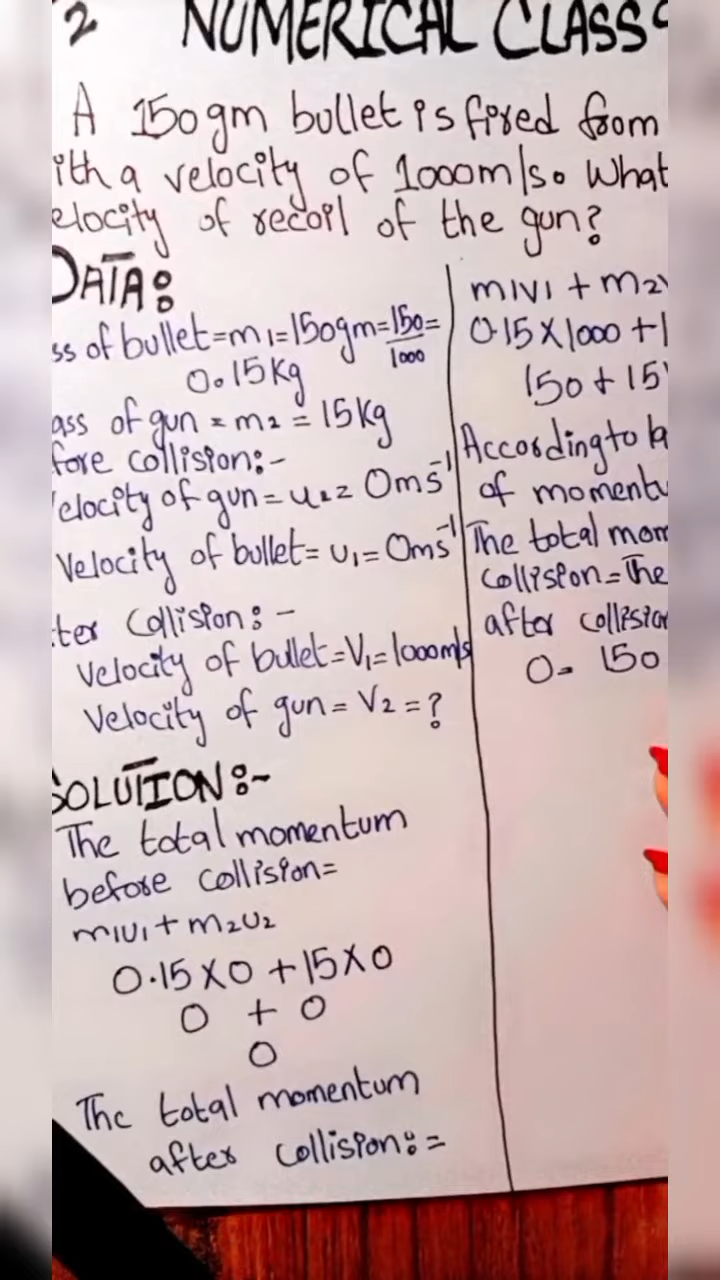 2 NUMERICAL CLASS
A 150gm bullet is fired from
ith a velocity of 1000m/s. What
elocity of recoil of the gun?
DATA:
ss of bullet=m1=150gm=150/1000=
0.15Kg
ass of gun = m2 = 15Kg
fore collision:-
elocity of gun=u2= 0ms⁻¹
Velocity of bullet= u1=0ms⁻¹
ter Collision:-
Velocity of bullet=V1=1000m/s
Velocity of gun= V2=?
SOLUTION:~
The total momentum
before collision=
m1u1+m2u2
0.15X0+15X0
0 + 0
0
The total momentum
after collision:=
m1v1 + m2v
0.15X1000+1
150+15
According to
of momentu
The total mom
collision=The
after collision
0= 150